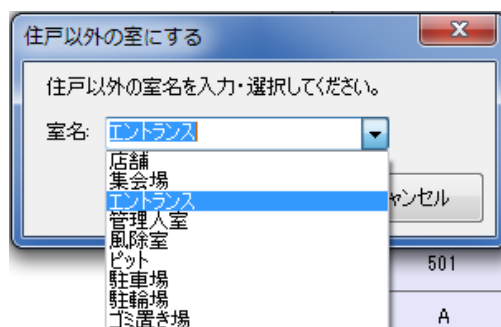 住戸以外の室にする
住戸以外の室名を入力・選択してください。
室名: エントランス
店舗
集会場
エントランス
管理人室
風除室
ピット
駐車場
駐輪場
ゴミ置き場
ャンセル
501
A